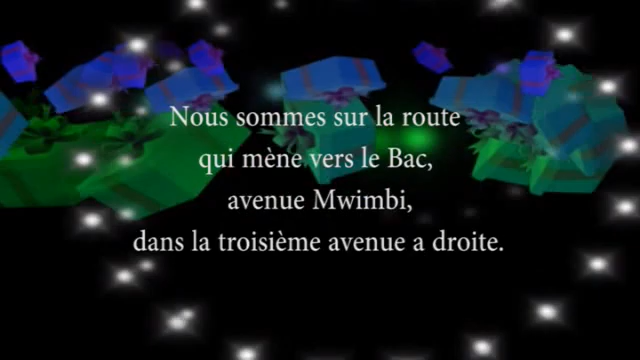 Nous sommes sur la route
qui mène vers le Bac,
avenue Mwimbi,
dans la troisième avenue a droite.